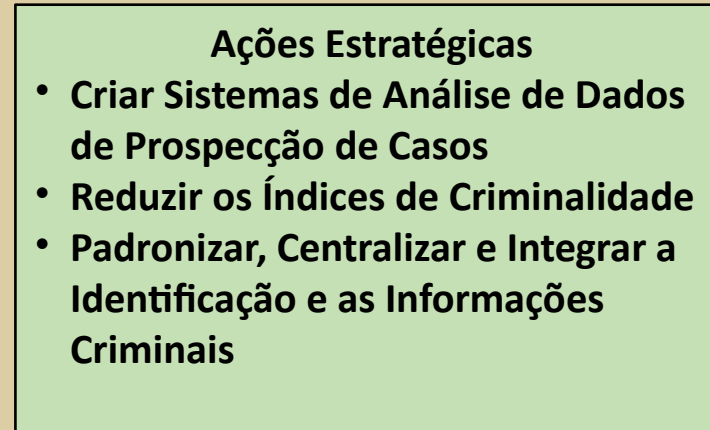 Ações Estratégicas
• Criar Sistemas de Análise de Dados
de Prospecção de Casos
• Reduzir os Índices de Criminalidade
• Padronizar, Centralizar e Integrar a
Identificação e as Informações
Criminais